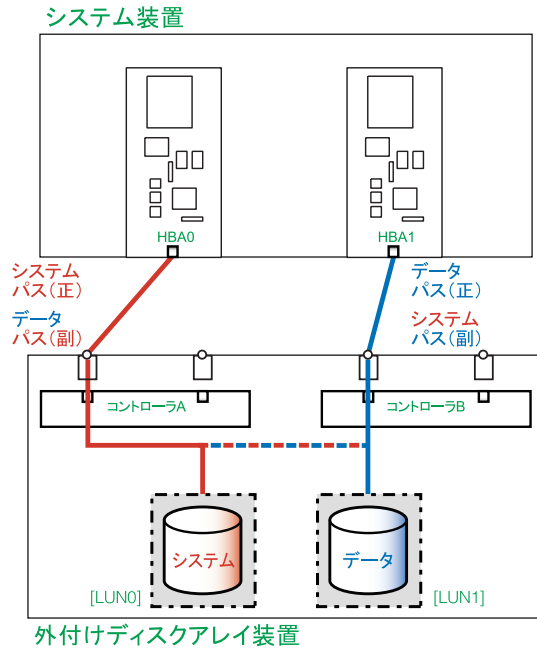 システム装置
HBA0
HBA1
システム
パス（正）
データ
パス（副）
データ
パス（正）
システム
パス（副）
コントローラA
コントローラB
システム
データ
[LUN0]
[LUN1]
外付けディスクアレイ装置